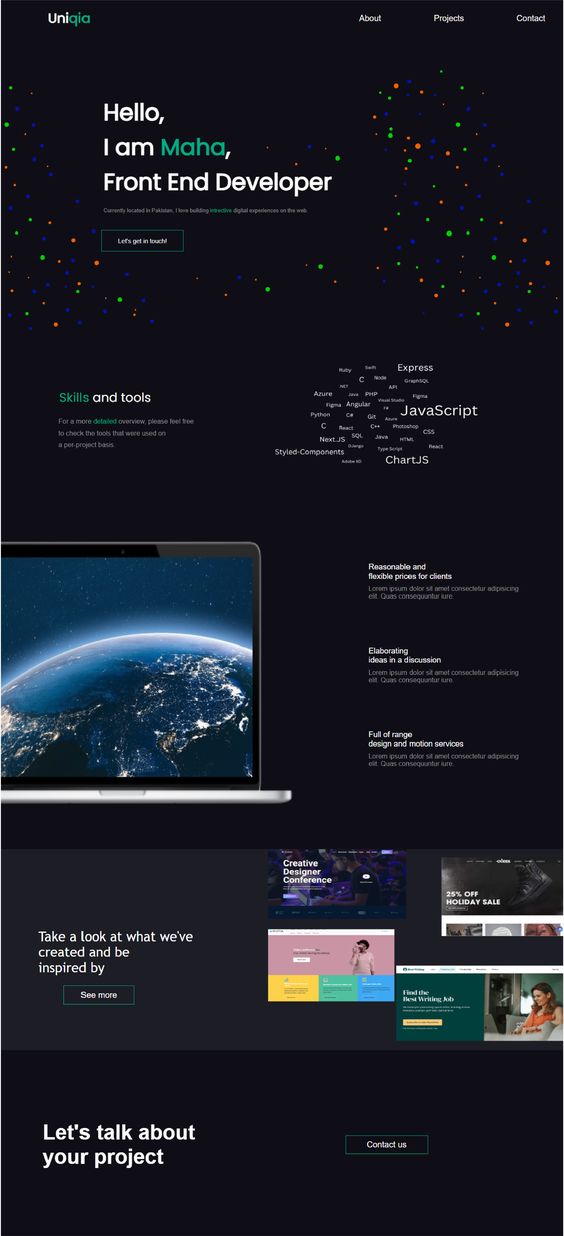 Uniqia
About
Projects
Contact
Hello,
I am Maha,
Front End Developer
Currently located in Pakistan, I love building intrective digital experiences on the web.
Let's get in touch!
Skills and tools
For a more detailed overview, please feel free
to check the tools that were used on
a per-project basis.
Ruby
Swift
Express
C
Node
GraphSQL
.NET
API
Azure
Java
PHP
Figma
Visual Studio
Figma
Angular
F#
JavaScript
Python
C#
Git
Azure
C
React
C++
Photoshop
CSS
Next.JS
SQL
Java
HTML
DJango
React
Styled-Components
Type Script
Adobe XD
ChartJS
Reasonable and
flexible prices for clients
Lorem ipsum dolor sit amet consectetur adipisicing
elit. Quas consequuntur iure.
Elaborating
ideas in a discussion
Lorem ipsum dolor sit amet consectetur adipisicing
elit. Quas consequuntur iure.
Full of range
design and motion services
Lorem ipsum dolor sit amet consectetur adipisicing
elit. Quas consequuntur iure.
Take a look at what we've
created and be
inspired by
See more
Creative
Designer
Conference
25% OFF
HOLIDAY SALE
Find the
Best Writing Job
Let's talk about
your project
Contact us